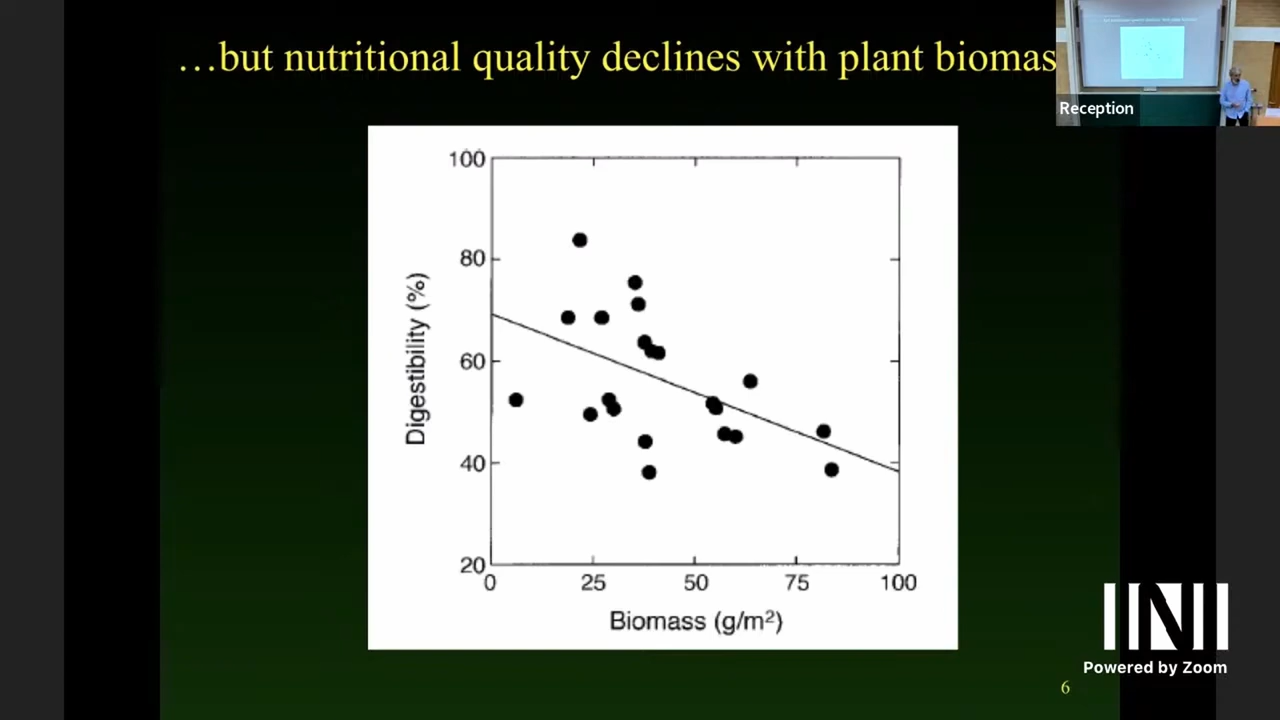 …but nutritional quality declines with plant biomas
Reception
100
80
60
40
20
Digestibility (%)
0 25 50 75 100
Biomass (g/m²)
INI
Powered by Zoom
6